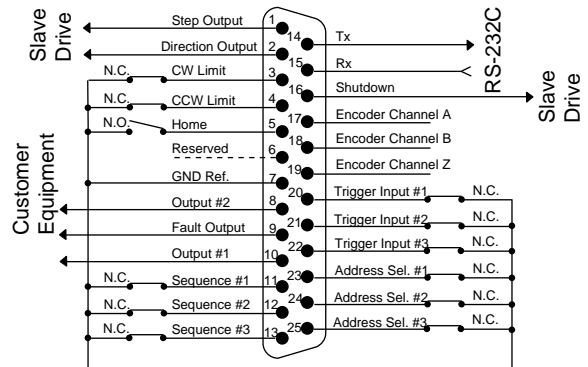 Slave Drive
Step Output 1
Direction Output 2
N.C. CW Limit 3
N.C. CCW Limit 4
N.O. Home 5
Reserved 6
GND Ref. 7
Customer Equipment
Output #2 8
Fault Output 9
Output #1 10
N.C. Sequence #1 11
N.C. Sequence #2 12
N.C. Sequence #3 13
14 Tx
15 Rx
RS-232C
16 Shutdown
Slave Drive
17 Encoder Channel A
18 Encoder Channel B
19 Encoder Channel Z
20 Trigger Input #1 N.C.
21 Trigger Input #2 N.C.
22 Trigger Input #3 N.C.
23 Address Sel. #1 N.C.
24 Address Sel. #2 N.C.
25 Address Sel. #3 N.C.